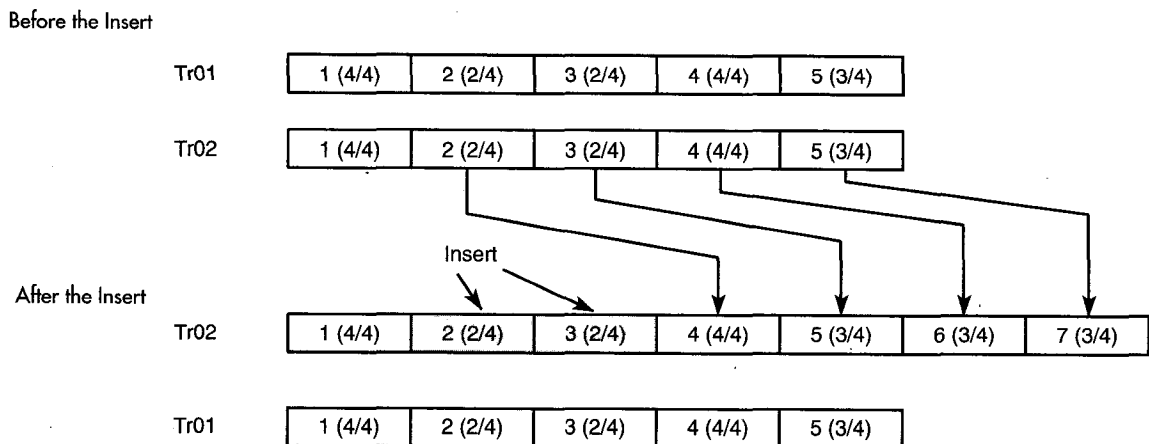 Before the Insert
Tr01 1 (4/4) 2 (2/4) 3 (2/4) 4 (4/4) 5 (3/4)
Tr02 1 (4/4) 2 (2/4) 3 (2/4) 4 (4/4) 5 (3/4)
Insert
After the Insert
Tr02 1 (4/4) 2 (2/4) 3 (2/4) 4 (4/4) 5 (3/4) 6 (3/4) 7 (3/4)
Tr01 1 (4/4) 2 (2/4) 3 (2/4) 4 (4/4) 5 (3/4)